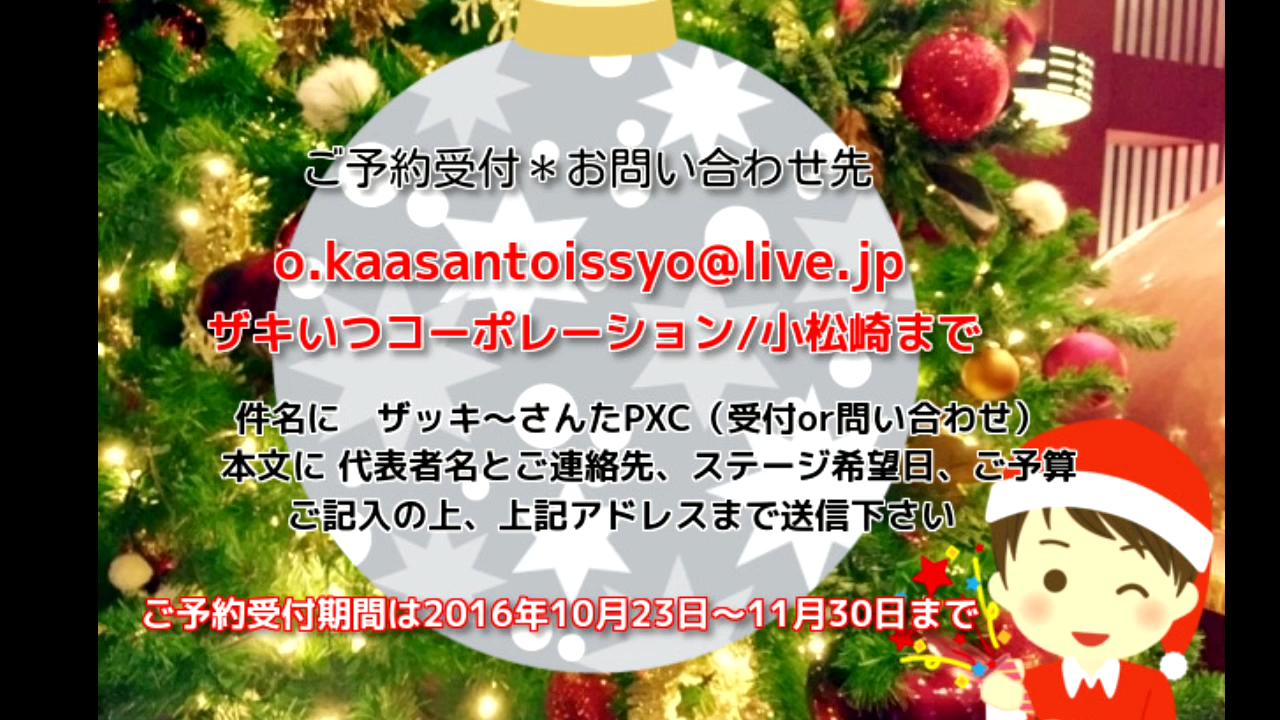 ご予約受付＊お問い合わせ先
o.kaasantoissyo@live.jp
ザキいつコーポレーション/小松崎まで
件名に　ザッキ～さんたPXC（受付or問い合わせ）
本文に 代表者名とご連絡先、ステージ希望日、ご予算
ご記入の上、上記アドレスまで送信下さい
ご予約受付期間は2016年10月23日～11月30日まで